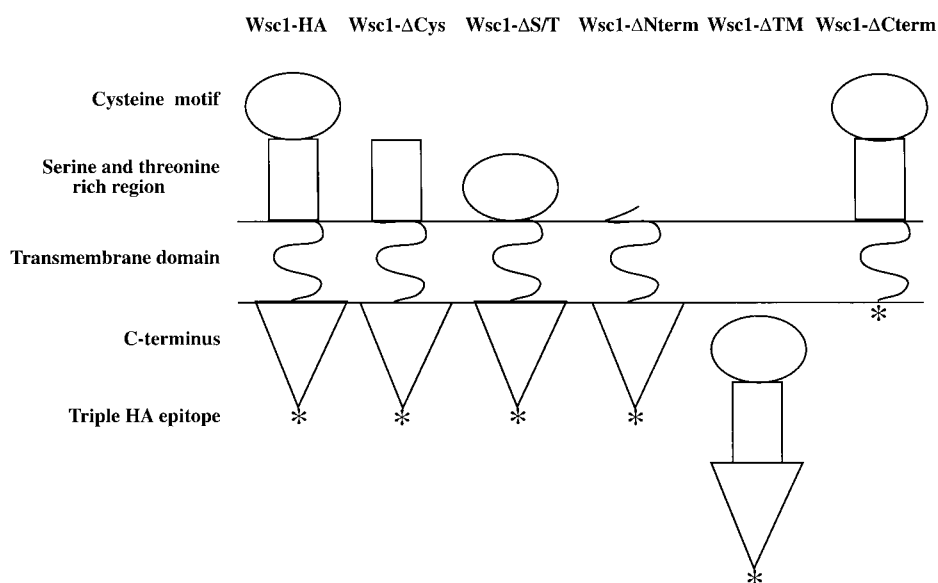 Wsc1-HA Wsc1-ΔCys Wsc1-ΔS/T Wsc1-ΔNterm Wsc1-ΔTM Wsc1-ΔCterm
Cysteine motif
Serine and threonine
rich region
Transmembrane domain
*
C-terminus
Triple HA epitope
* * * *
*